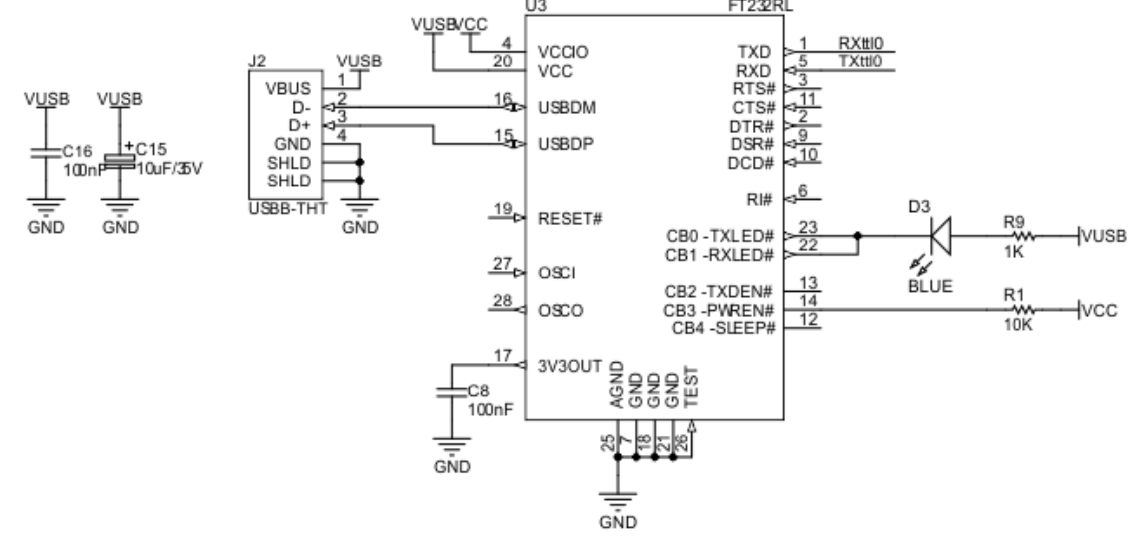 U3
FT232RL
VUSB
VCC
4
VCCIO
20
VCC
TXD
1
RXttl0
RXD
5
TXttl0
RTS#
3
CTS#
11
DTR#
2
DSR#
9
DCD#
10
RI#
6
J2
VUSB
VBUS
1
D-
2
D+
3
GND
4
SHLD
SHLD
USBB-THT
GND
16
USBDM
15
USBDP
VUSB
C16
100nF
GND
VUSB
+
C15
10uF/35V
GND
19
RESET#
27
OSCI
28
OSCO
17
3V3OUT
C8
100nF
GND
CB0 -TXLED#
23
CB1 -RXLED#
22
D3
BLUE
R9
1K
VUSB
CB2 -TXDEN#
13
CB3 -PWREN#
14
R1
10K
VCC
CB4 -SLEEP#
12
AGND
GND
GND
GND
TEST
25
7
18
21
26
GND